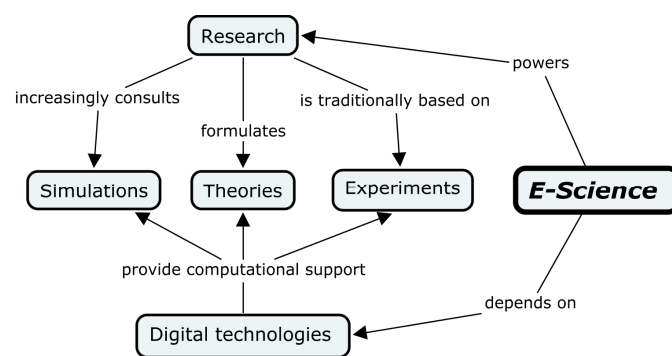 Research
powers
increasingly consults
is traditionally based on
formulates
Simulations
Theories
Experiments
E-Science
provide computational support
depends on
Digital technologies